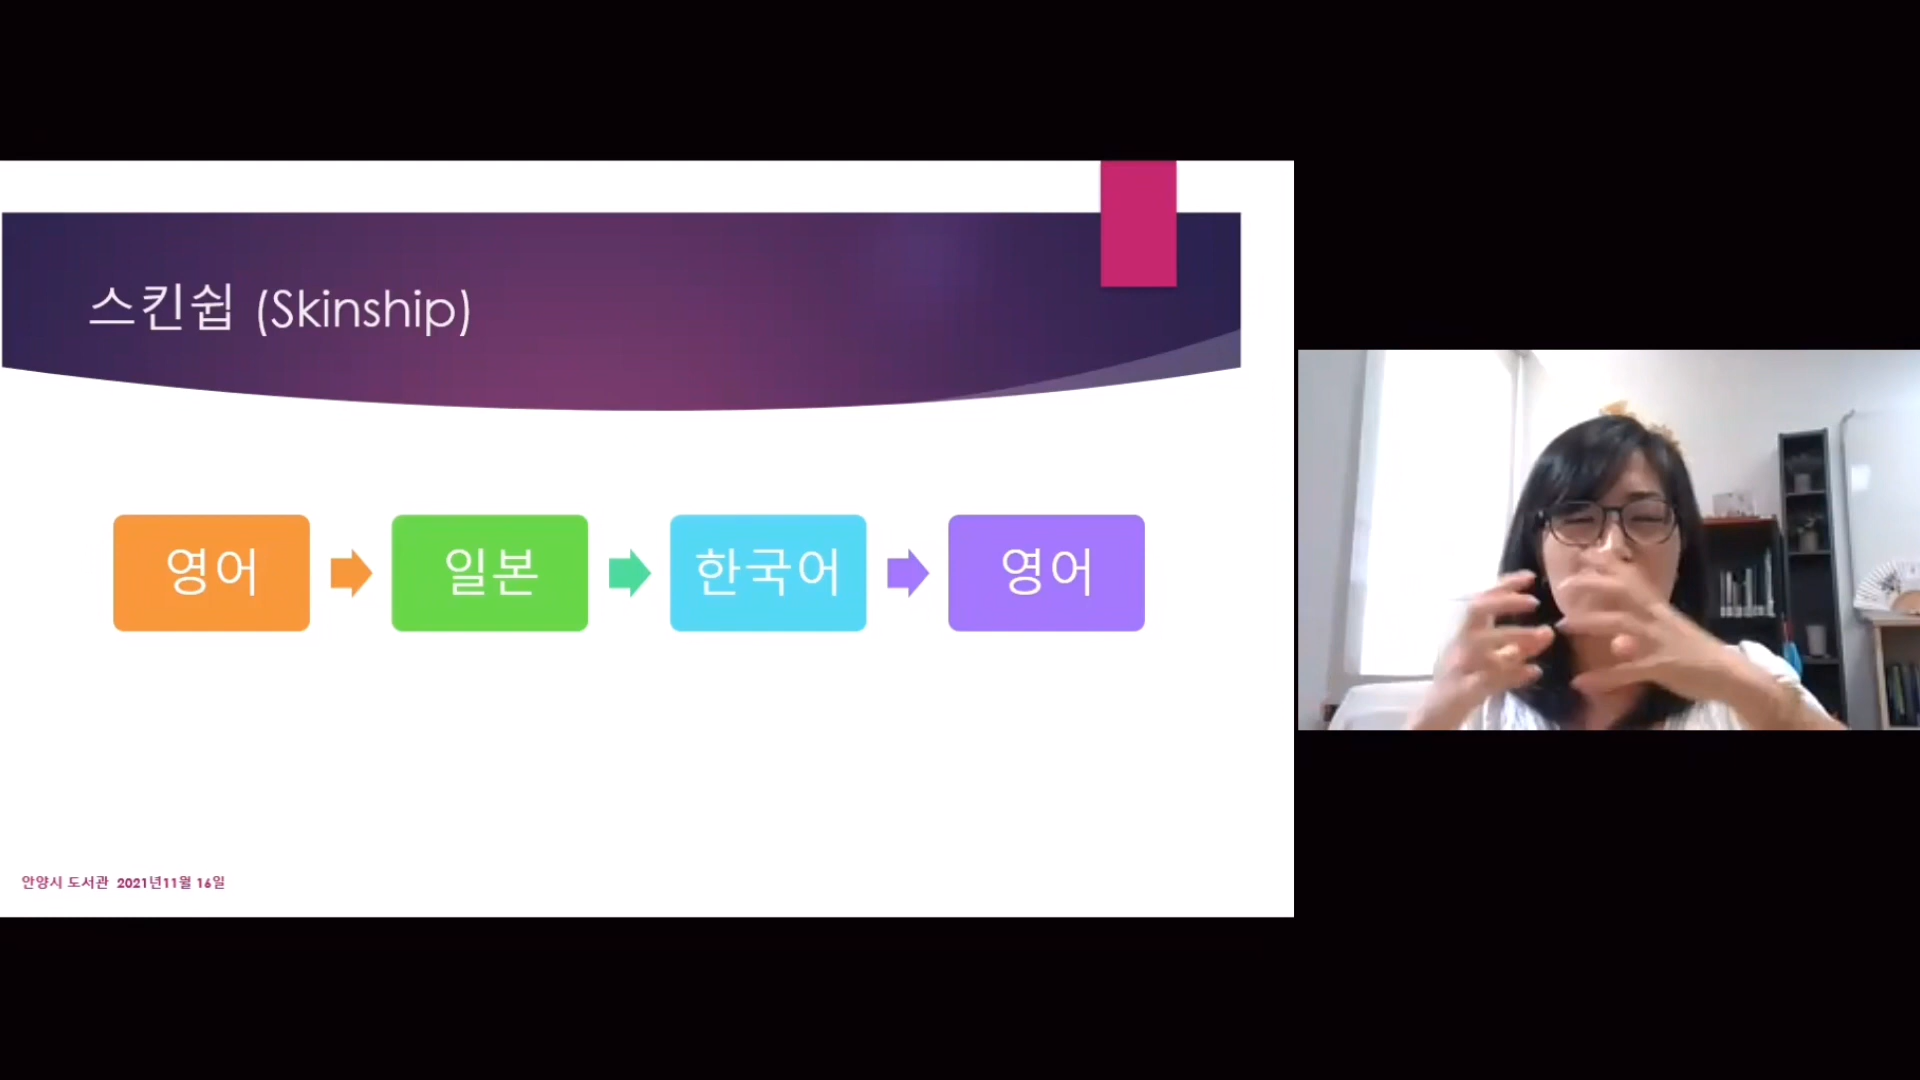 스킨쉽 (Skinship)
영어
일본
한국어
영어
안양시 도서관 2021년11월 16일